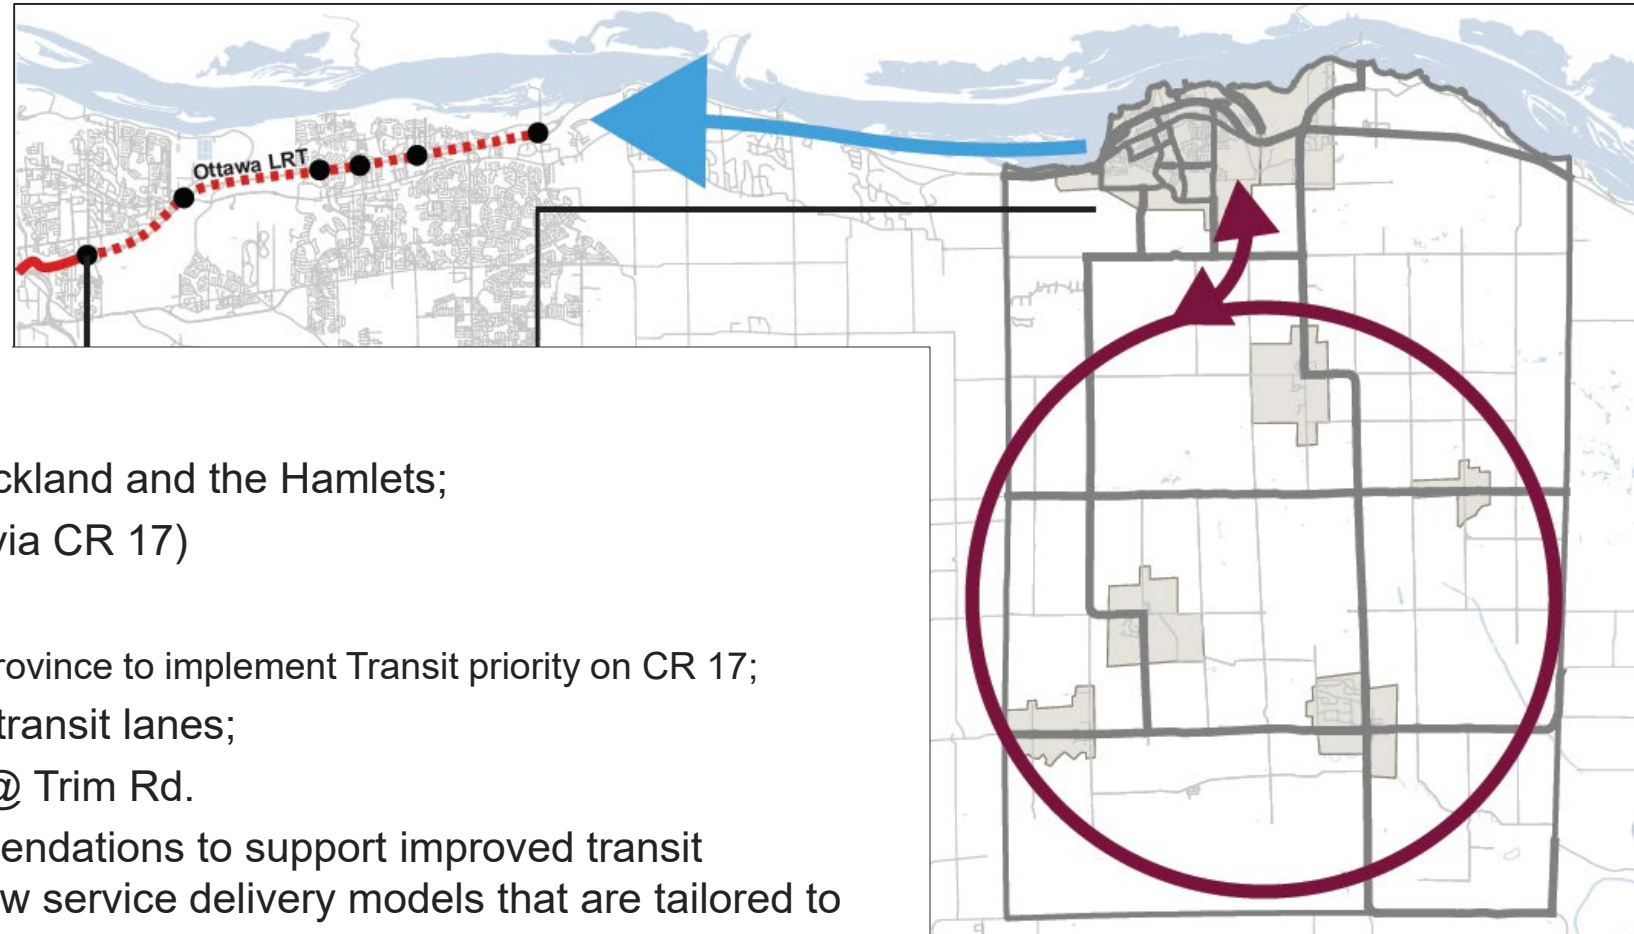 Ottawa LRT
ckland and the Hamlets;
via CR 17)
rovince to implement Transit priority on CR 17;
transit lanes;
@ Trim Rd.
endations to support improved transit
w service delivery models that are tailored to